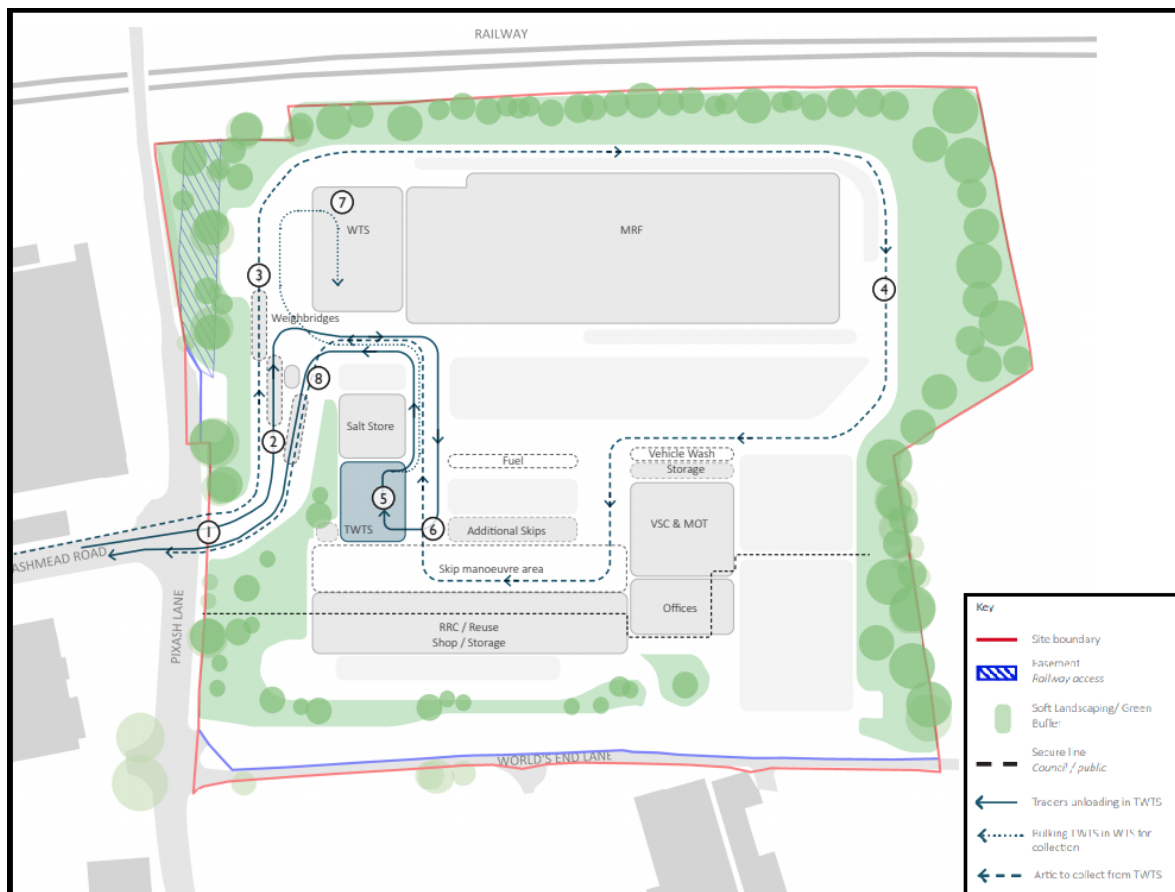 RAILWAY
7
WTS
MRF
3
4
Weighbridges
8
Salt Store
2
Fuel
Vehicle Wash
Storage
5
TWTS
6
Additional Skips
VSC & MOT
1
ASHMEAD ROAD
Skip manoeuvre area
PIXASH LANE
Offices
RRC / Reuse
Shop / Storage
WORLD'S END LANE
Key
Site boundary
Easement
Railway access
Soft Landscaping/ Green
Buffer
Secure line
Council / public
Tracers unloading in TWTS
Bulking TWTS in WTS for
collection
Artic to collect from TWTS